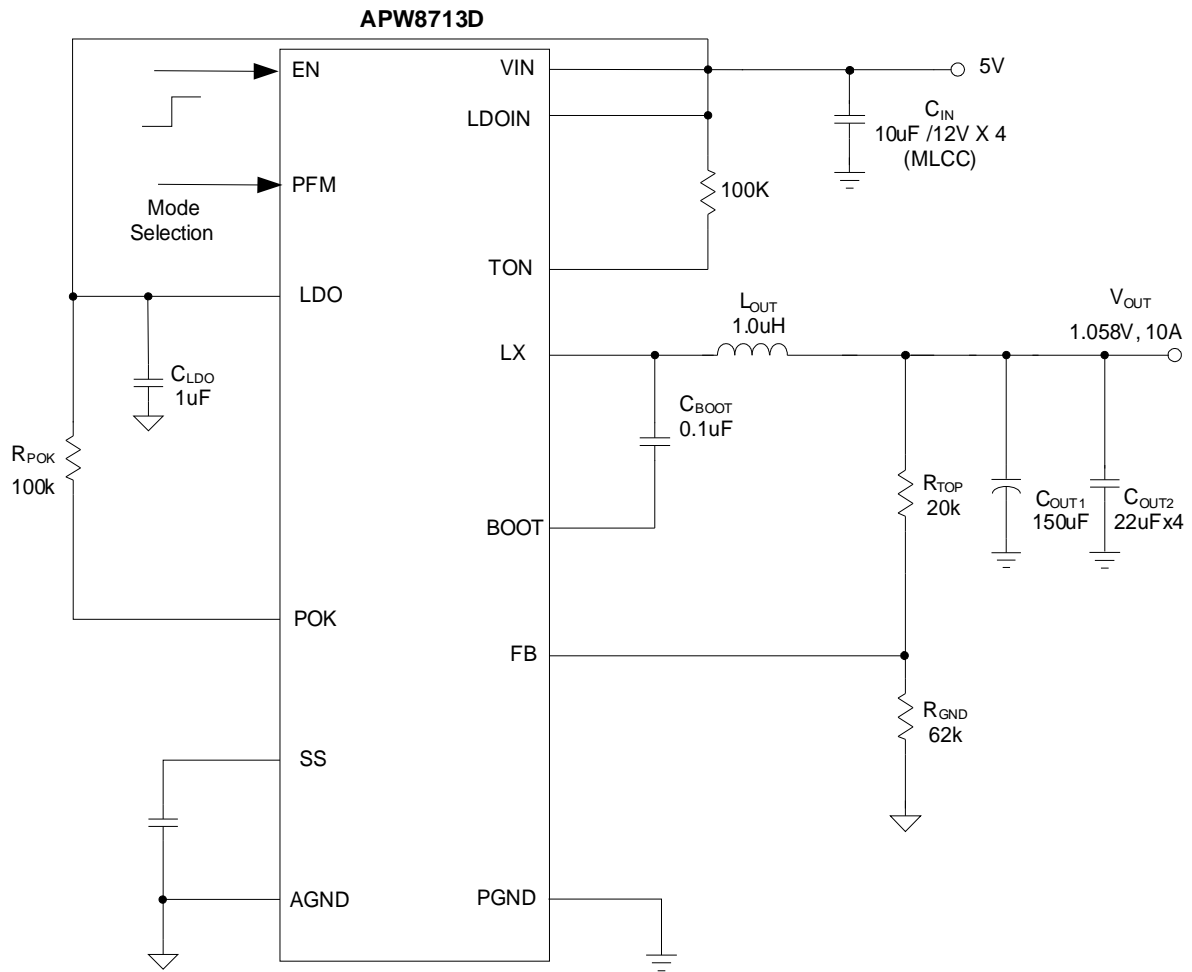 APW8713D
EN
VIN
5V
LDOIN
C_IN
10uF /12V X 4
(MLCC)
PFM
100K
Mode
Selection
TON
LDO
L_OUT
1.0uH
V_OUT
1.058V, 10A
LX
C_LDO
1uF
C_BOOT
0.1uF
R_POK
100k
R_TOP
20k
C_OUT1
150uF
C_OUT2
22uFx4
BOOT
POK
FB
R_GND
62k
SS
AGND
PGND